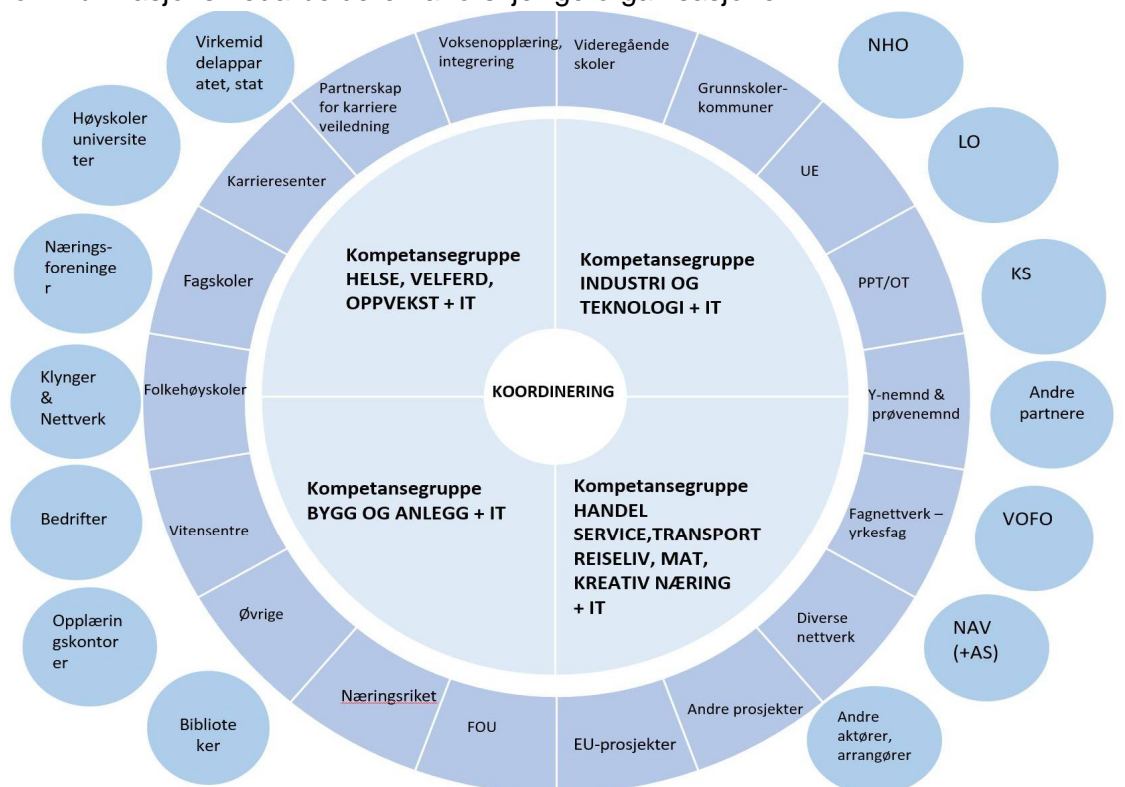 Virkemid
delappar
atet, stat
Høyskoler
universite
ter
Nærings-
foreninge
r
Klynger
&
Nettverk
Bedrifter
Opplærin
gskontor
er
Bibliote
ker
NHO
LO
KS
Andre
partnere
VOFO
NAV
(+AS)
Andre
aktører,
arrangører
Voksenopplæring,
integrering
Videregående
skoler
Grunnskoler-
kommuner
UE
PPT/OT
Y-nemnd &
prøvenemnd
Fagnettverk –
yrkesfag
Diverse
nettverk
Andre prosjekter
EU-prosjekter
FOU
Næringsriket
Øvrige
Vitensentre
Folkehøyskoler
Fagskoler
Karrieresenter
Partnerskap
for karriere
veiledning
Kompetansegruppe
HELSE, VELFERD,
OPPVEKST + IT
Kompetansegruppe
INDUSTRI OG
TEKNOLOGI + IT
KOORDINERING
Kompetansegruppe
BYGG OG ANLEGG + IT
Kompetansegruppe
HANDEL
SERVICE,TRANSPORT
REISELIV, MAT,
KREATIV NÆRING
+ IT